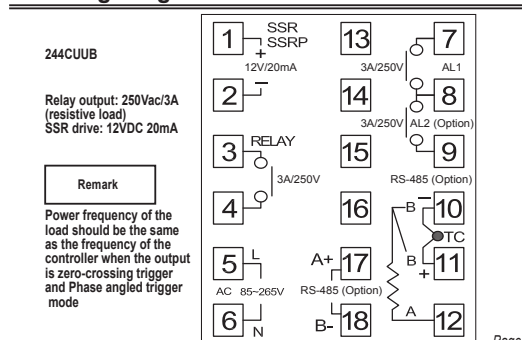 244CUUB
Relay output: 250Vac/3A
(resistive load)
SSR drive: 12VDC 20mA
Remark
Power frequency of the
load should be the same
as the frequency of the
controller when the output
is zero-crossing trigger
and Phase angled trigger
mode
1
SSR
SSRP
+
12V/20mA
2
−
3
RELAY
3A/250V
4
5
L
AC 85~265V
6
N
13
14
15
16
A+ 17
RS-485 (Option)
B- 18
7
3A/250V
AL1
8
3A/250V AL2 (Option)
9
RS-485 (Option)
B − 10
TC
B + 11
A 12